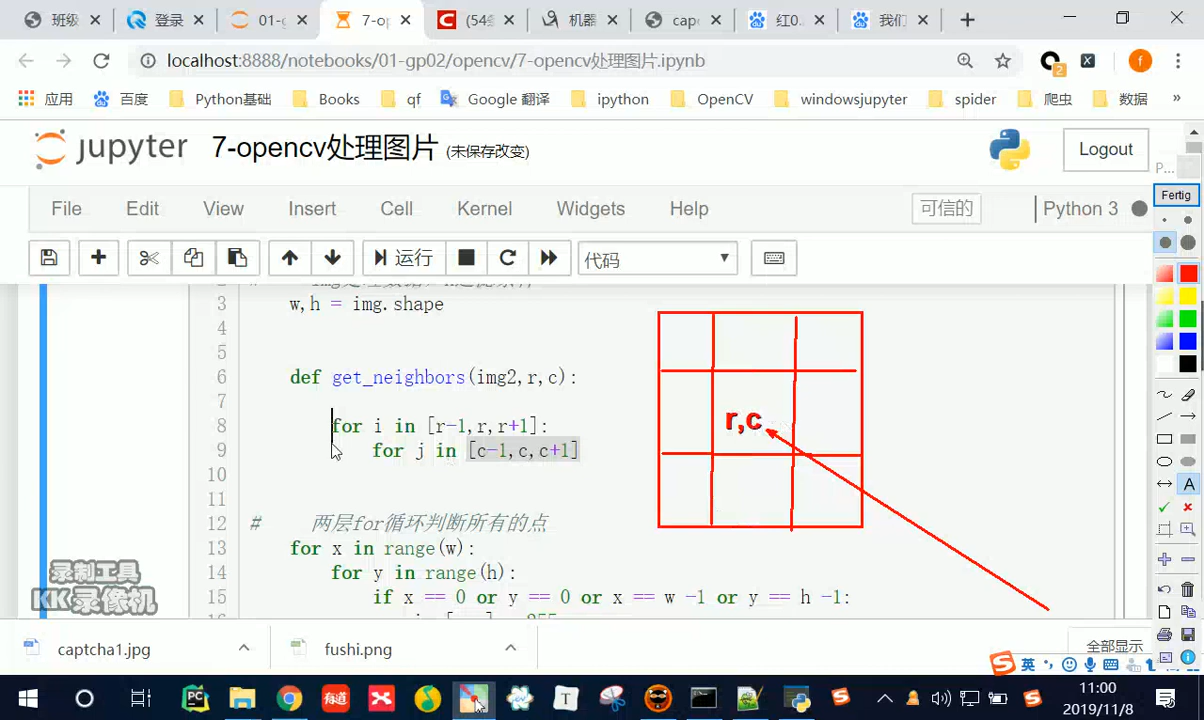 班级
登录
01-g
7-op
(54
机器
cap
红0.
我们
localhost:8888/notebooks/01-gp02/opencv/7-opencv处理图片.ipynb
2
f
应用
百度
Python基础
Books
qf
Google 翻译
ipython
OpenCV
windowsjupyter
spider
爬虫
数据
»
jupyter
7-opencv处理图片 (未保存改变)
Logout
P...
Fertig
File
Edit
View
Insert
Cell
Kernel
Widgets
Help
可信的
Python 3
运行
代码
3 w,h = img.shape
4
5
6 def get_neighbors(img2,r,c):
7
8 for i in [r-1,r,r+1]:
9 for j in [c-1,c,c+1]
10
11
12 # 两层for循环判断所有的点
13 for x in range(w):
14 for y in range(h):
15 if x == 0 or y == 0 or x == w -1 or y == h -1:
r,c
A
录制工具
KK录像机
captcha1.jpg
fushi.png
全部显示
英
PC
有道
T
11:00
2019/11/8